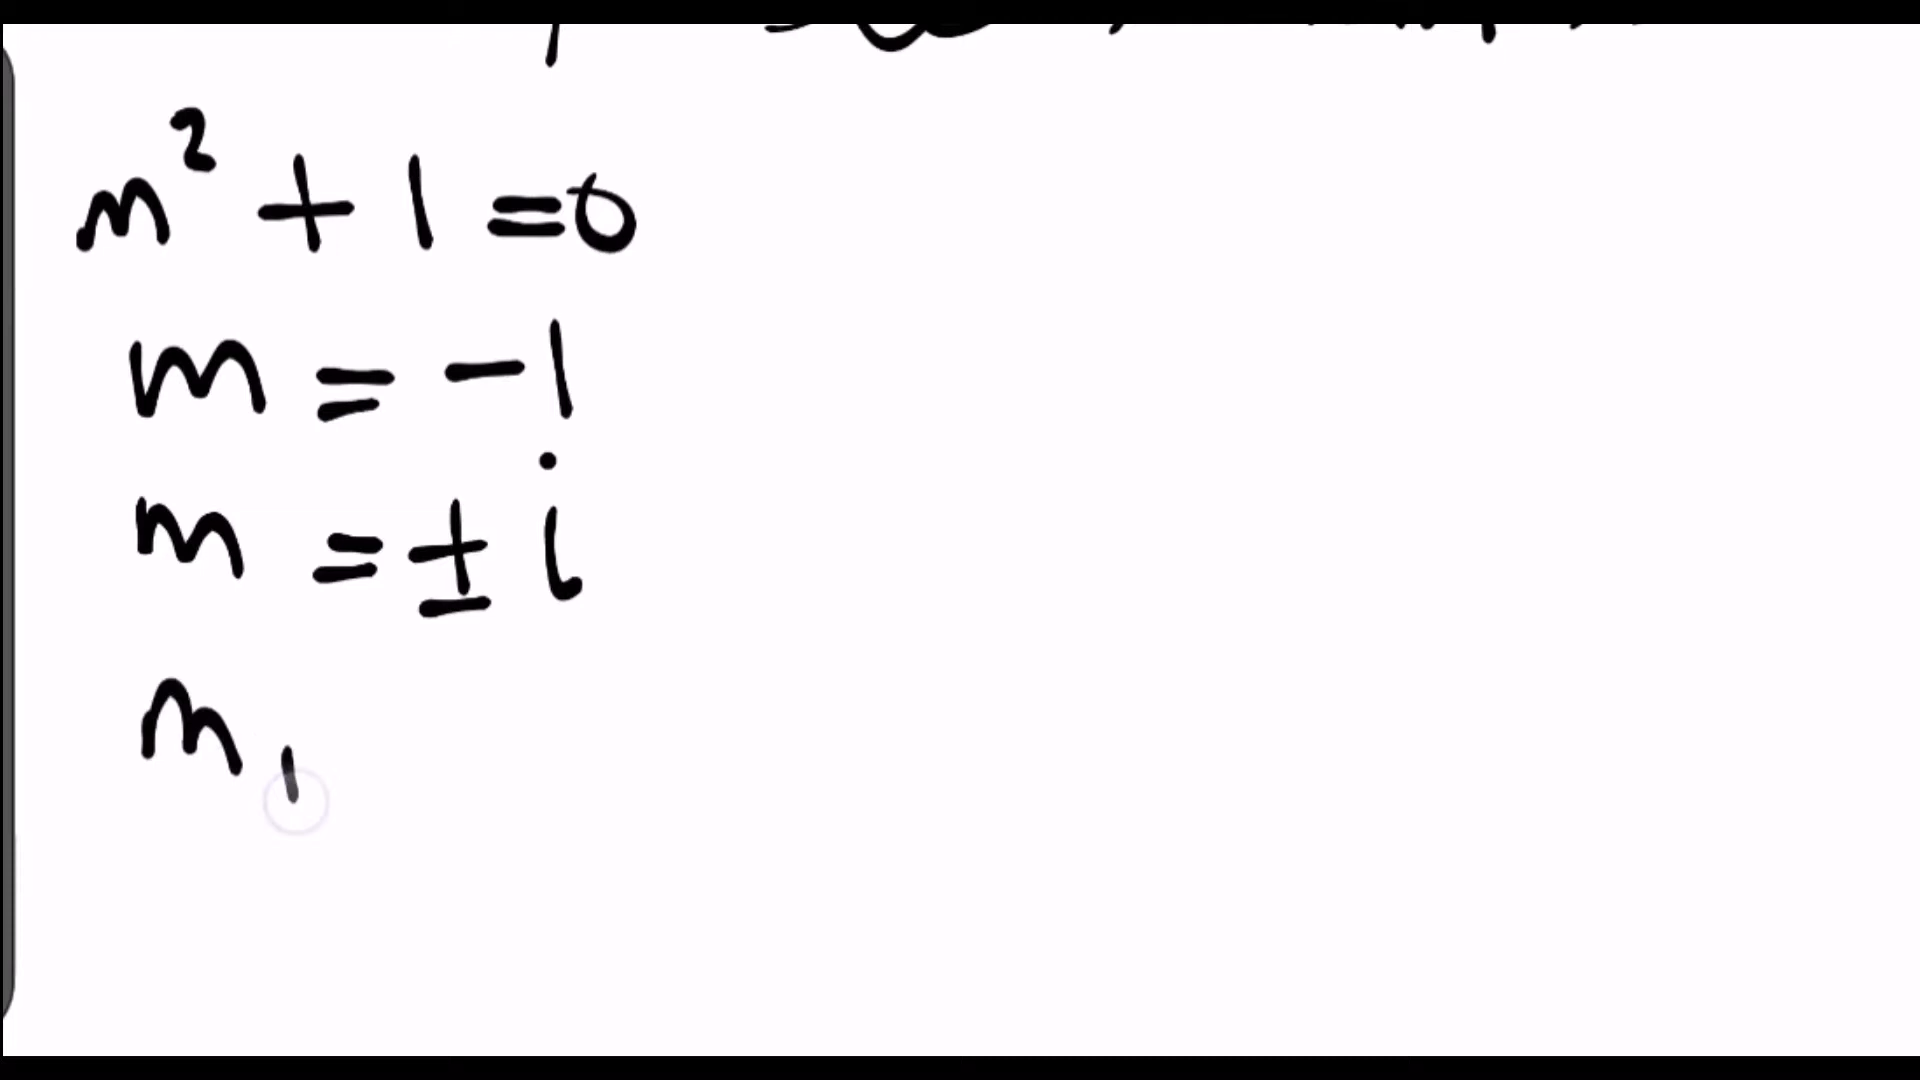 m² + 1 = 0
m = -1
m = ± i
m₁